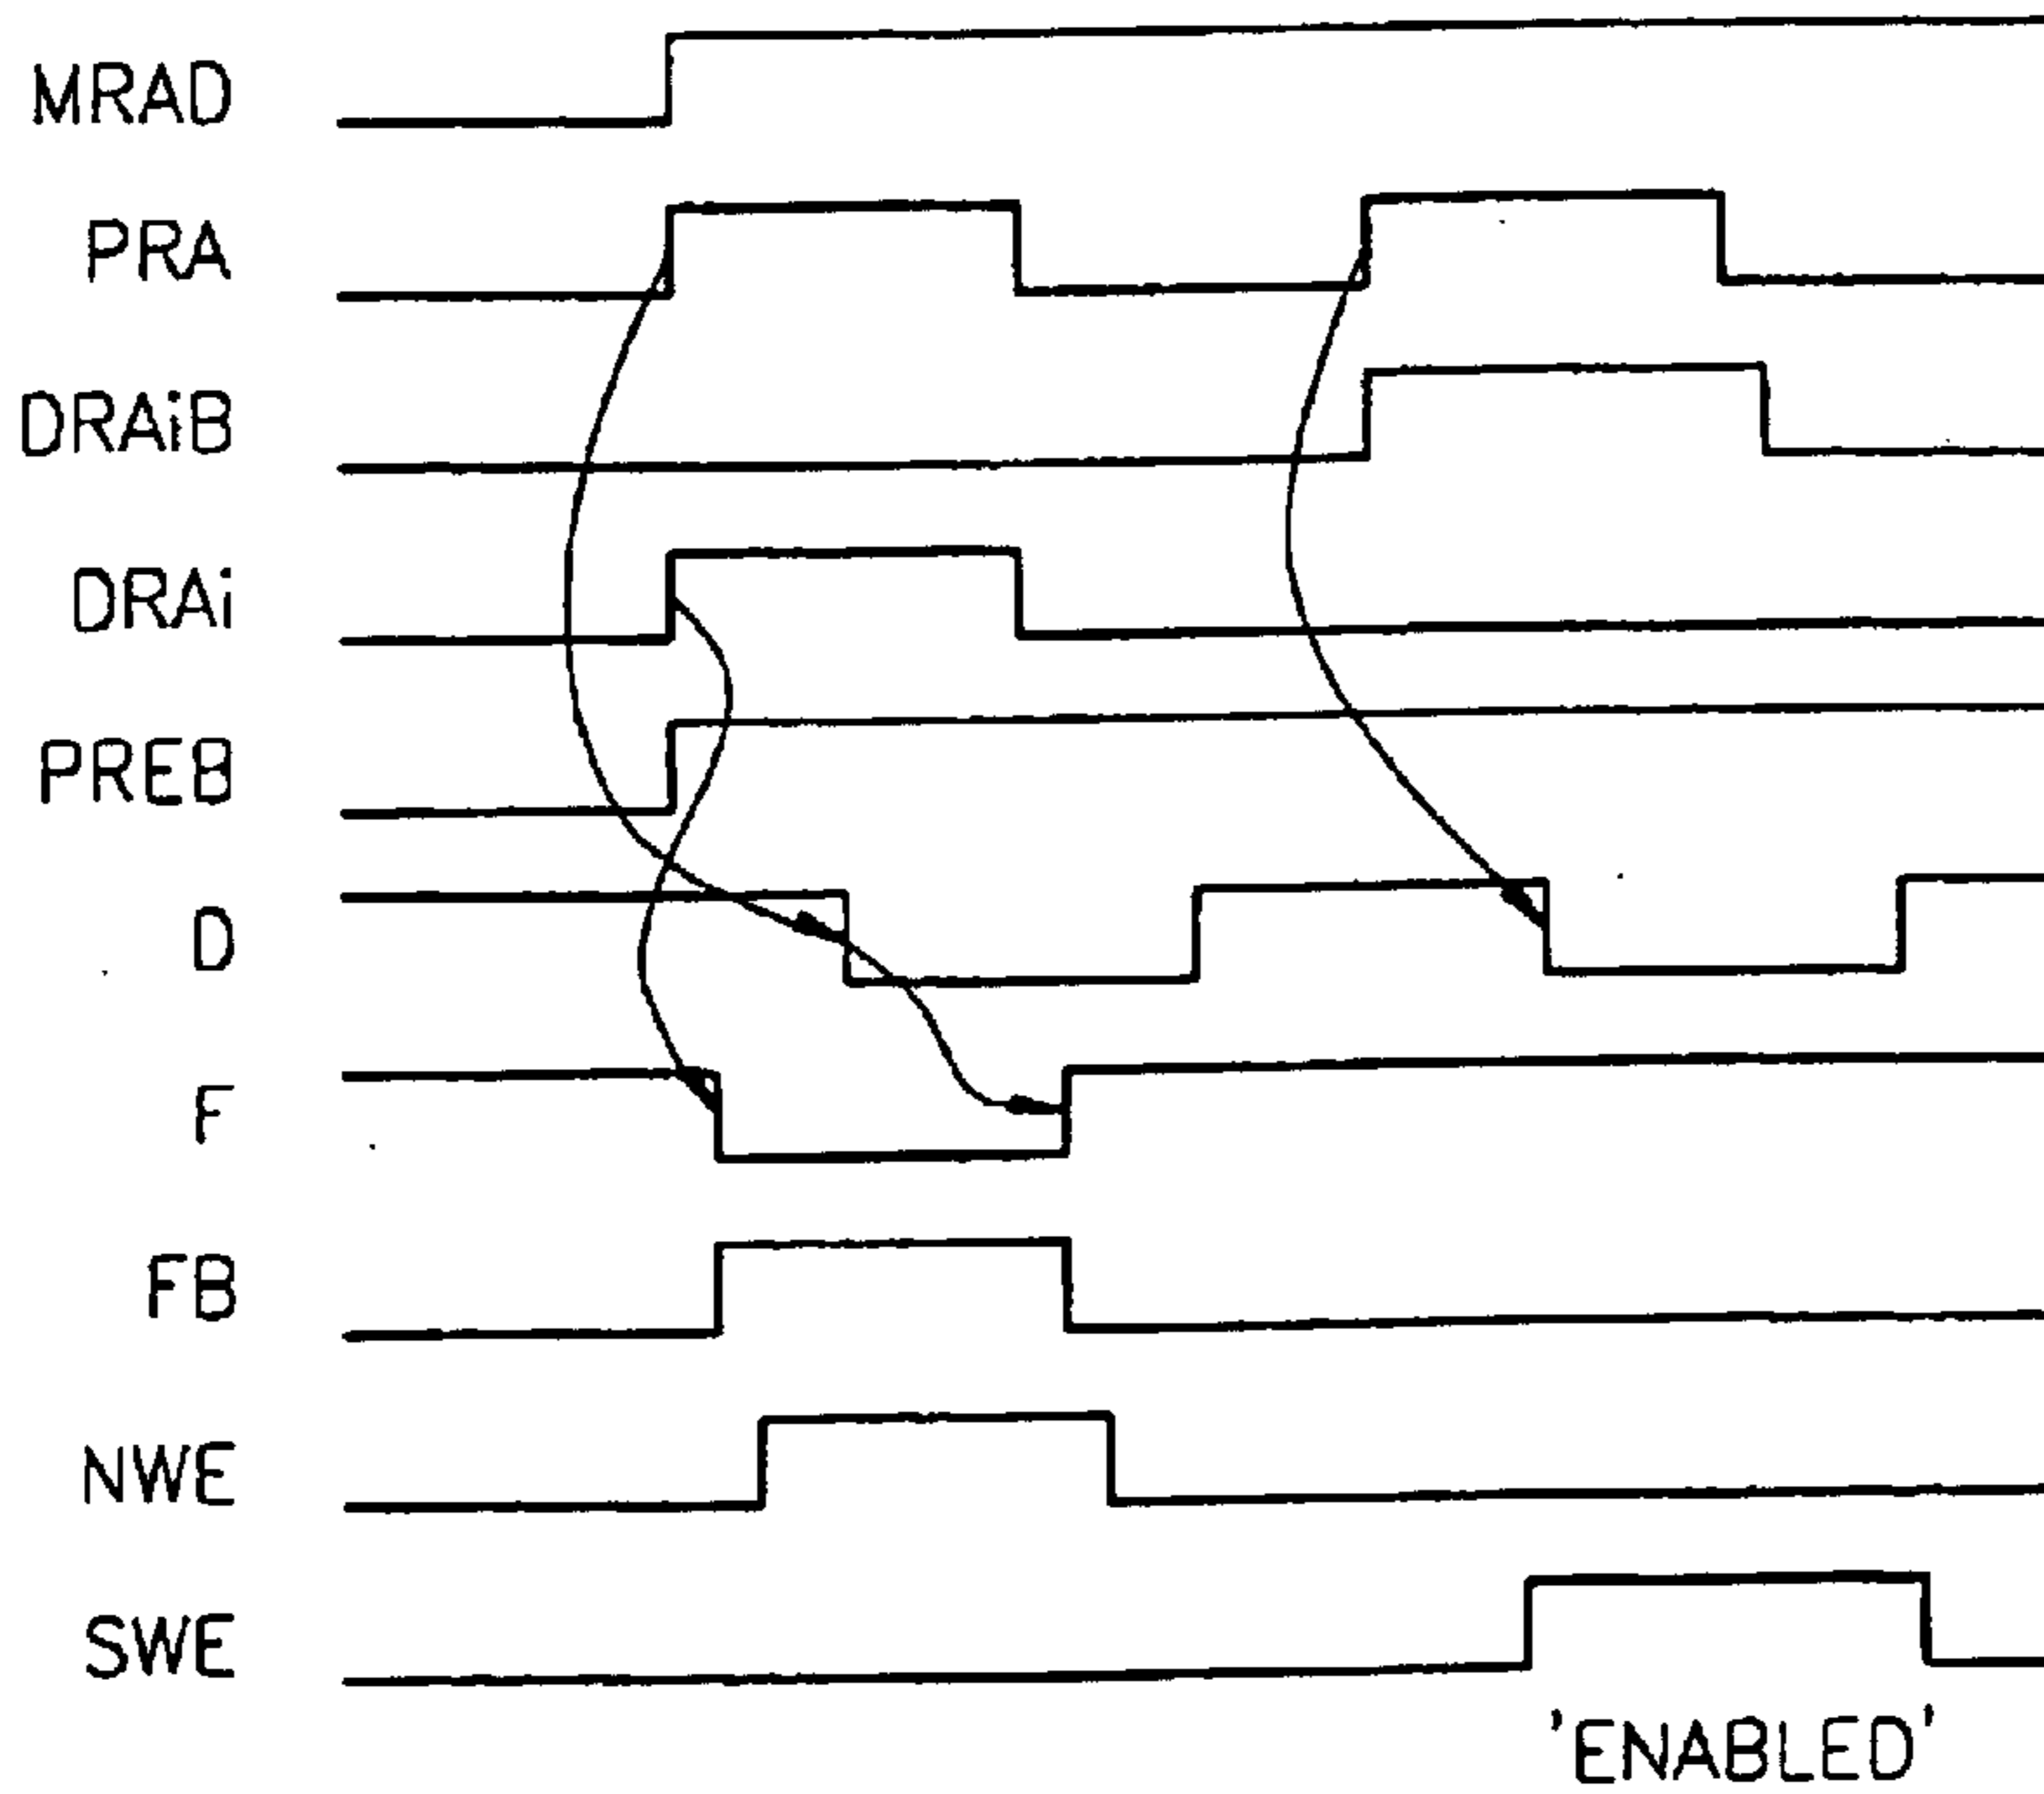 MRAD
PRA
DRAiB
DRAi
PREB
D
F
FB
NWE
SWE
'ENABLED'